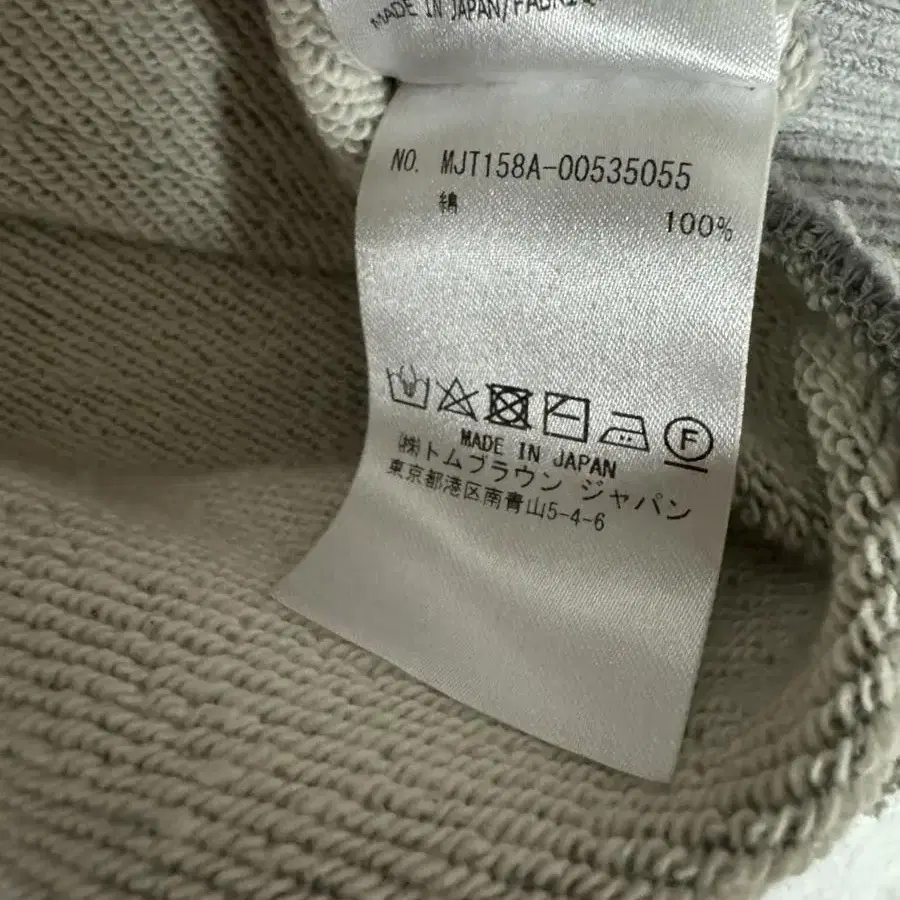 MADE IN JAPAN/FABRIQ
NO. MJT158A-00535055
綿 100%
F
MADE IN JAPAN
㈱トムブラウン ジャパン
東京都港区南青山5-4-6